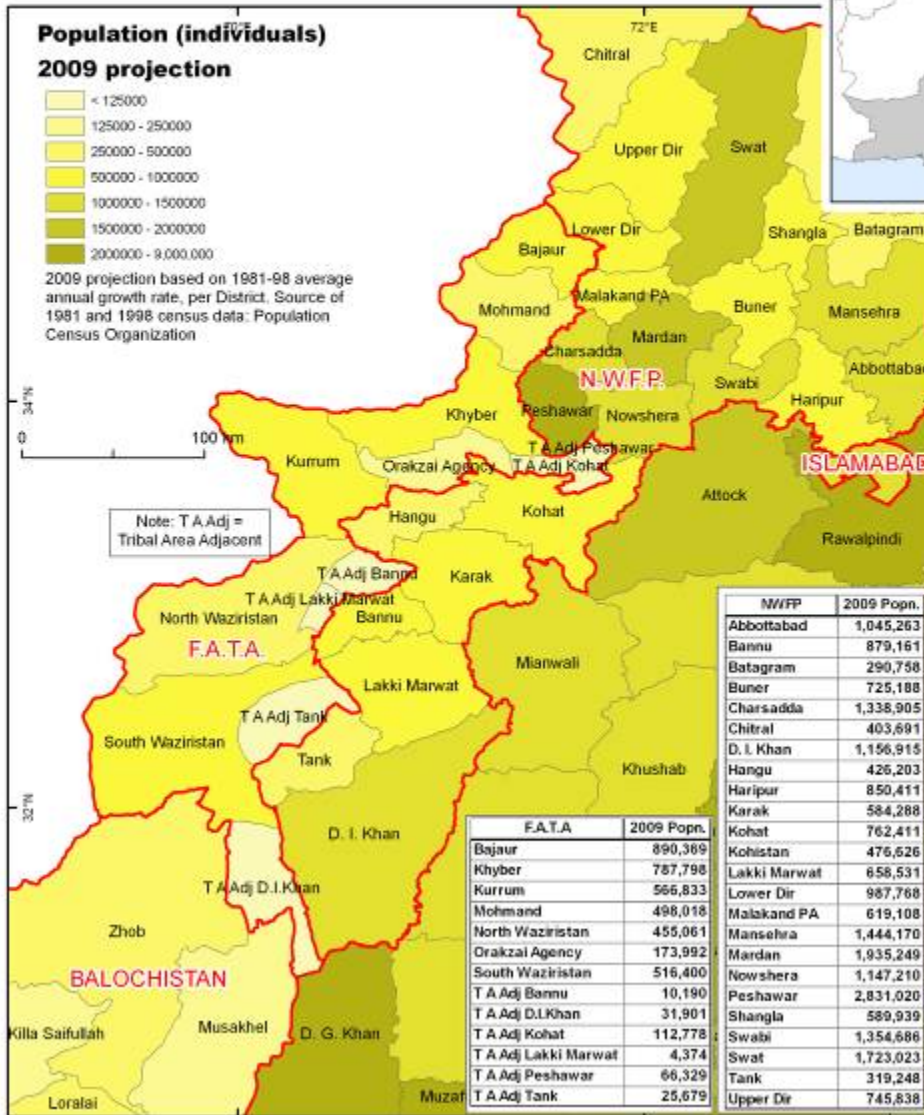 Population (individuals)
2009 projection
< 125000
125000 - 250000
250000 - 500000
500000 - 1000000
1000000 - 1500000
1500000 - 2000000
2000000 - 9,000,000
2009 projection based on 1981-98 average
annual growth rate, per District. Source of
1981 and 1998 census data: Population
Census Organization
70°E
72°E
34°N
32°N
0 100 km
Note: T A Adj =
Tribal Area Adjacent
Chitral
Upper Dir
Swat
Lower Dir
Shangla
Batagram
Bajaur
Mohmand
Malakand PA
Buner
Mansehra
Mardan
Charsadda
N.W.F.P.
Swabi
Abbottabad
Haripur
Peshawar
Nowshera
Khyber
T A Adj Peshawar
Kurrum
Orakzai Agency
T A Adj Kohat
ISLAMABAD
Attock
Hangu
Kohat
Rawalpindi
T A Adj Bannu
Karak
T A Adj Lakki Marwat
North Waziristan
Bannu
F.A.T.A.
Mianwali
Lakki Marwat
T A Adj Tank
South Waziristan
Tank
Khushab
D. I. Khan
T A Adj D.I.Khan
Zhob
BALOCHISTAN
Musakhel
Killa Saifullah
D. G. Khan
Loralai
Muzaf
F.A.T.A 2009 Popn.
Bajaur 890,369
Khyber 787,798
Kurrum 566,833
Mohmand 498,018
North Waziristan 455,061
Orakzai Agency 173,992
South Waziristan 516,400
T A Adj Bannu 10,190
T A Adj D.I.Khan 31,901
T A Adj Kohat 112,778
T A Adj Lakki Marwat 4,374
T A Adj Peshawar 66,329
T A Adj Tank 25,679
NWFP 2009 Popn.
Abbottabad 1,045,263
Bannu 879,161
Batagram 290,758
Buner 725,188
Charsadda 1,338,905
Chitral 403,691
D. I. Khan 1,156,915
Hangu 426,203
Haripur 850,411
Karak 584,288
Kohat 762,411
Kohistan 476,626
Lakki Marwat 658,531
Lower Dir 987,768
Malakand PA 619,108
Mansehra 1,444,170
Mardan 1,935,249
Nowshera 1,147,210
Peshawar 2,831,020
Shangla 589,939
Swabi 1,354,686
Swat 1,723,023
Tank 319,248
Upper Dir 745,838